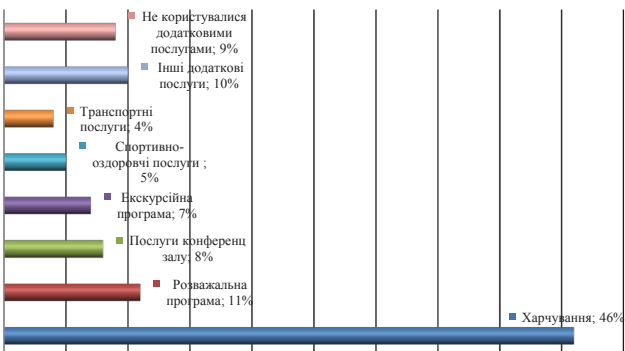 Не користувалися
додатковими
послугами; 9%
Інші додаткові
послуги; 10%
Транспортні
послуги; 4%
Спортивно-
оздоровчі послуги ;
5%
Екскурсійна
програма; 7%
Послуги конференц
залу; 8%
Розважальна
програма; 11%
Харчування; 46%